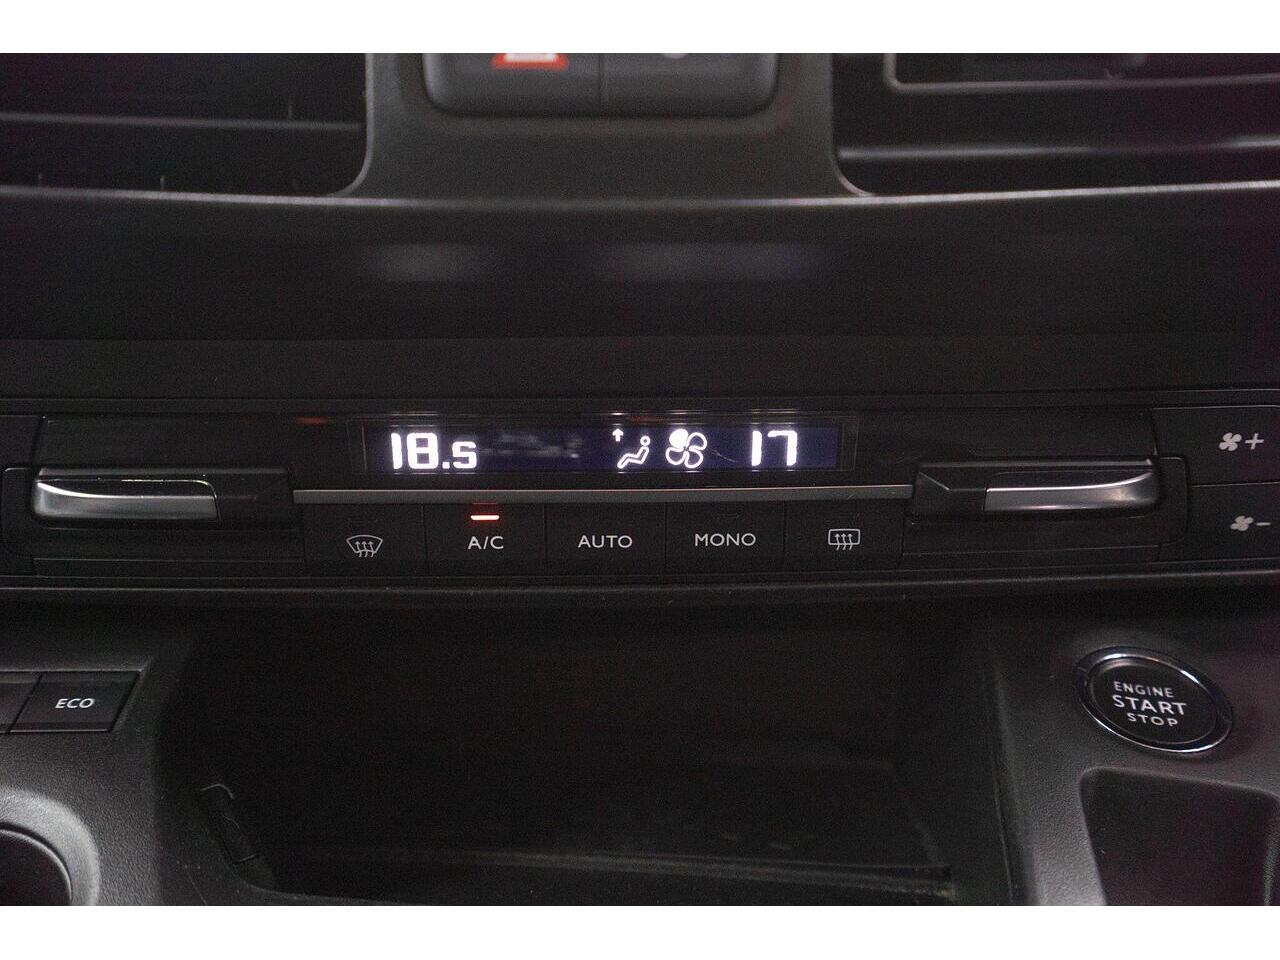 18.5 17
A/C AUTO MONO
ECO
ENGINE
START
STOP